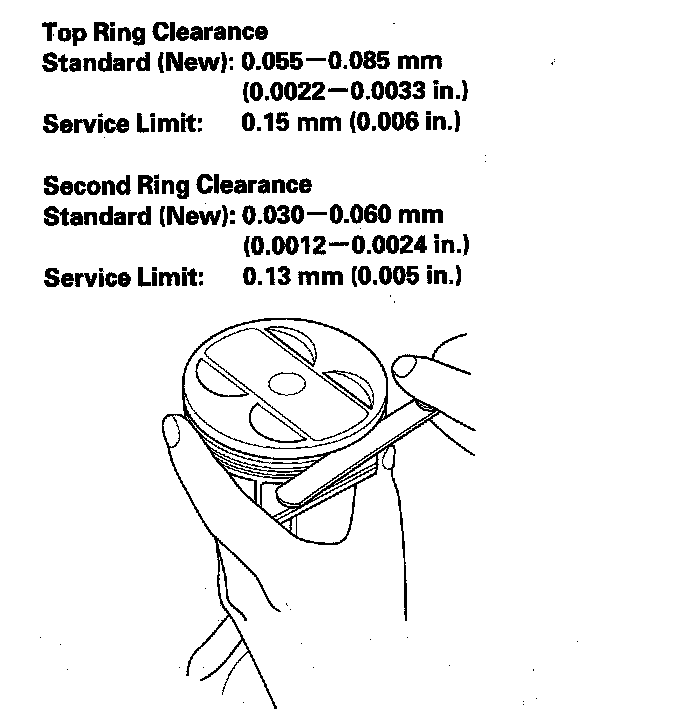 Top Ring Clearance
Standard (New): 0.055—0.085 mm
(0.0022—0.0033 in.)
Service Limit: 0.15 mm (0.006 in.)
Second Ring Clearance
Standard (New): 0.030—0.060 mm
(0.0012—0.0024 in.)
Service Limit: 0.13 mm (0.005 in.)